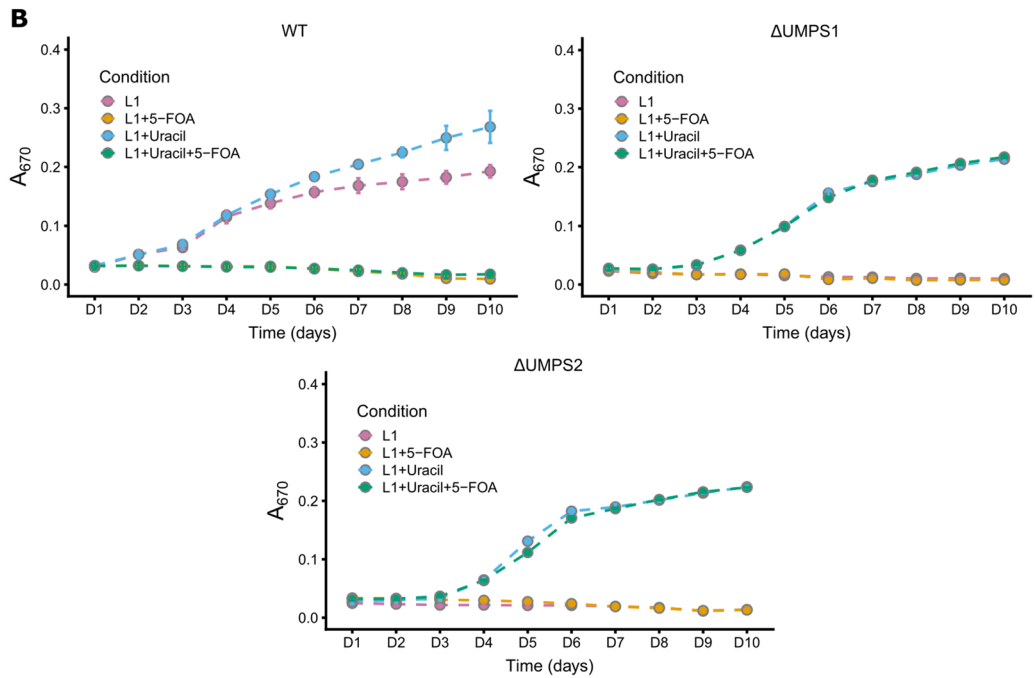 B
WT
0.4
0.3
0.2
0.1
0.0
A670
Condition
L1
L1+5−FOA
L1+Uracil
L1+Uracil+5−FOA
D1 D2 D3 D4 D5 D6 D7 D8 D9 D10
Time (days)
ΔUMPS1
0.4
0.3
0.2
0.1
0.0
A670
Condition
L1
L1+5−FOA
L1+Uracil
L1+Uracil+5−FOA
D1 D2 D3 D4 D5 D6 D7 D8 D9 D10
Time (days)
ΔUMPS2
0.4
0.3
0.2
0.1
0.0
A670
Condition
L1
L1+5−FOA
L1+Uracil
L1+Uracil+5−FOA
D1 D2 D3 D4 D5 D6 D7 D8 D9 D10
Time (days)